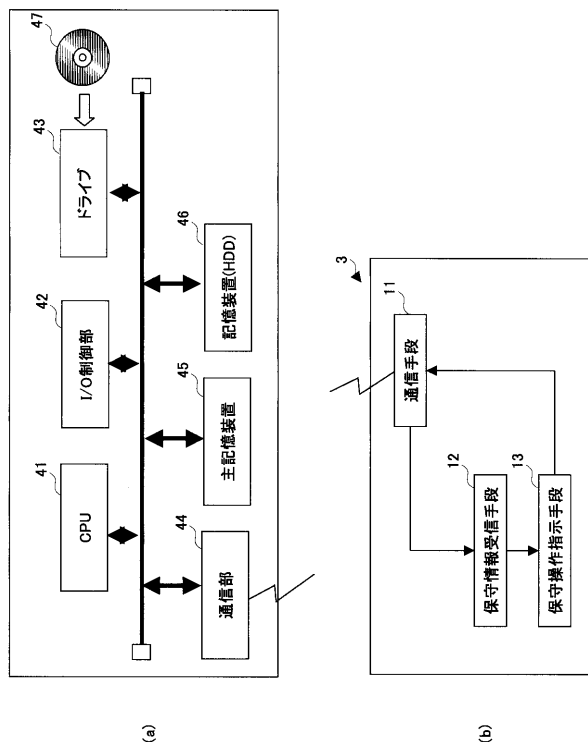 (a)
41
CPU
42
I/O制御部
43
ドライブ
47
44
通信部
45
主記憶装置
46
記憶装置(HDD)
(b)
3
11
通信手段
12
保守情報受信手段
13
保守操作指示手段